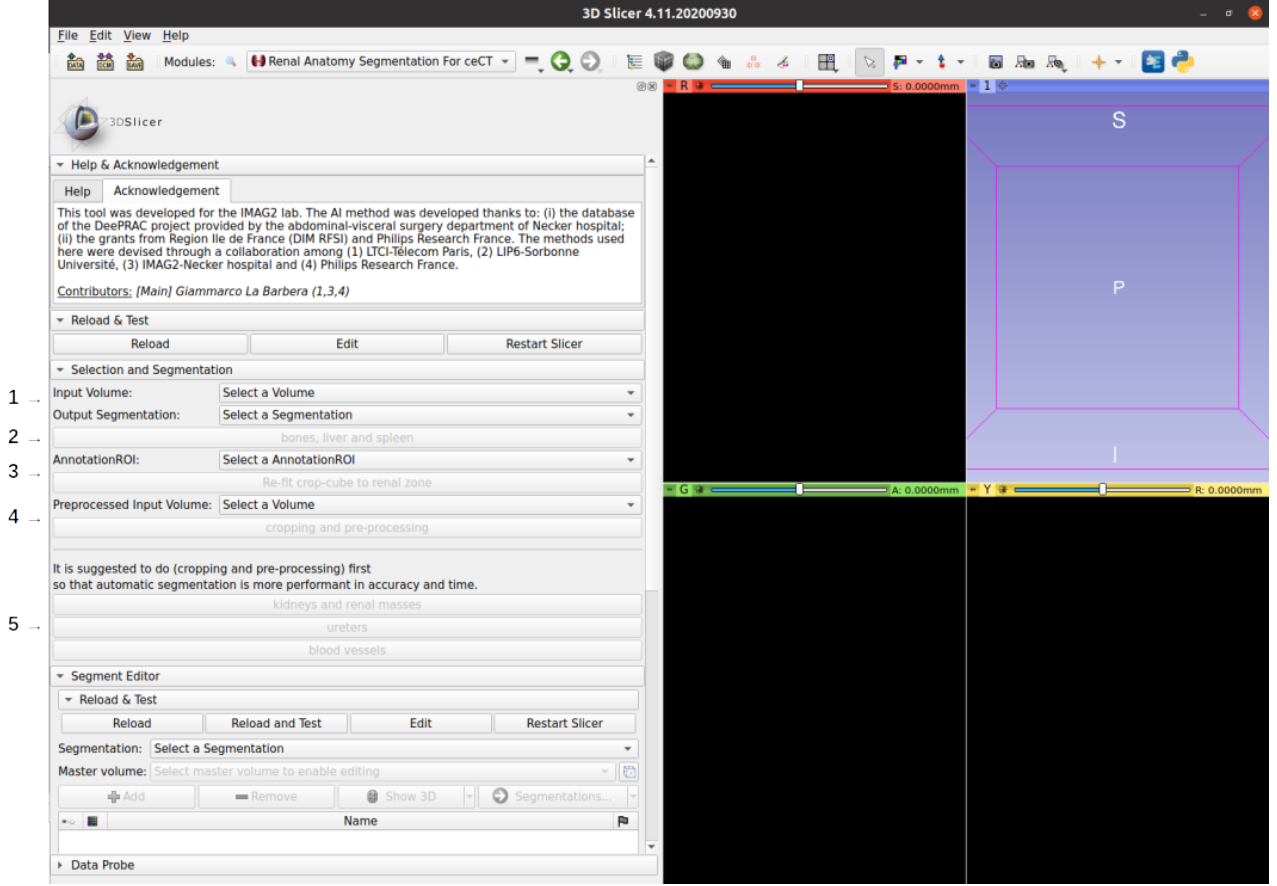 3D Slicer 4.11.20200930
File Edit View Help
DATA DCM SAVE Modules: Renal Anatomy Segmentation For ceCT
R S: 0.0000mm 1
3DSlicer
S
Help & Acknowledgement
Help Acknowledgement
This tool was developed for the IMAG2 lab. The AI method was developed thanks to: (i) the database
of the DeePRAC project provided by the abdominal-visceral surgery department of Necker hospital;
(ii) the grants from Region Ile de France (DIM RFSI) and Philips Research France. The methods used
here were devised through a collaboration among (1) LTCI-Télecom Paris, (2) LIP6-Sorbonne
Université, (3) IMAG2-Necker hospital and (4) Philips Research France.
Contributors: [Main] Giammarco La Barbera (1,3,4)
P
Reload & Test
Reload Edit Restart Slicer
Selection and Segmentation
1 → Input Volume: Select a Volume
Output Segmentation: Select a Segmentation
2 → bones, liver and spleen
AnnotationROI: Select a AnnotationROI
I
3 → Re-fit crop-cube to renal zone
G A: 0.0000mm Y R: 0.0000mm
Preprocessed Input Volume: Select a Volume
4 → cropping and pre-processing
It is suggested to do (cropping and pre-processing) first
so that automatic segmentation is more performant in accuracy and time.
kidneys and renal masses
5 → ureters
blood vessels
Segment Editor
Reload & Test
Reload Reload and Test Edit Restart Slicer
Segmentation: Select a Segmentation
Master volume: Select master volume to enable editing
Add Remove Show 3D Segmentations...
Name
Data Probe